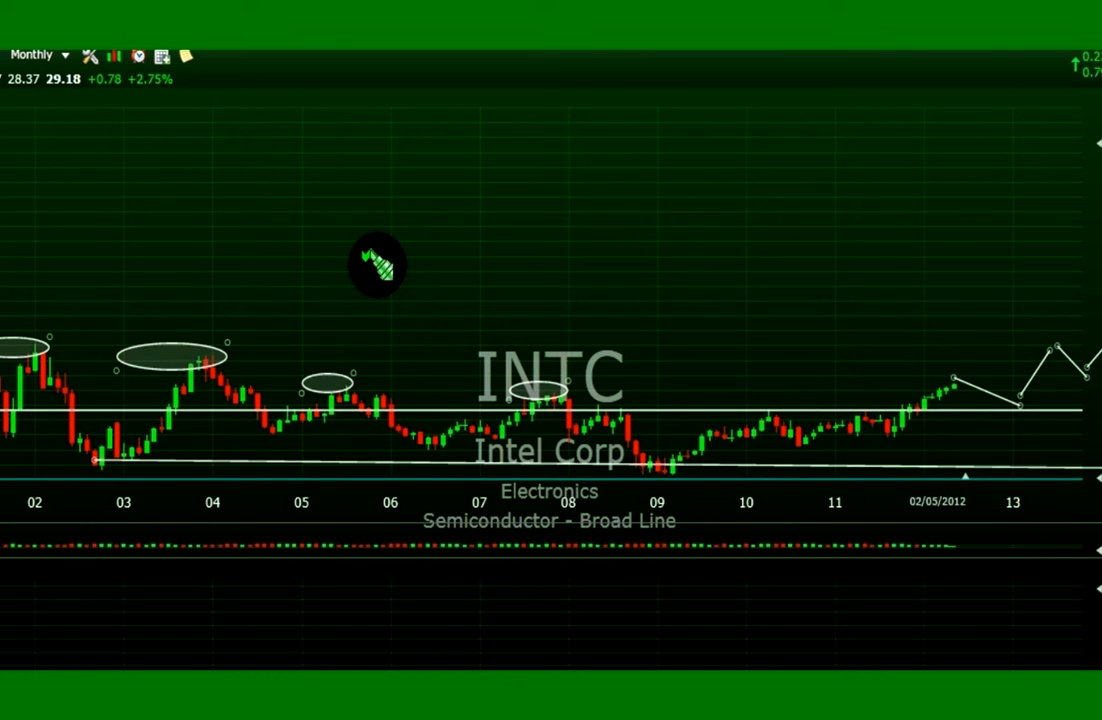 Monthly
28.37 29.18 +0.78 +2.75%
INTC
Intel Corp
Electronics
Semiconductor - Broad Line
02 03 04 05 06 07 08 09 10 11 02/05/2012 13